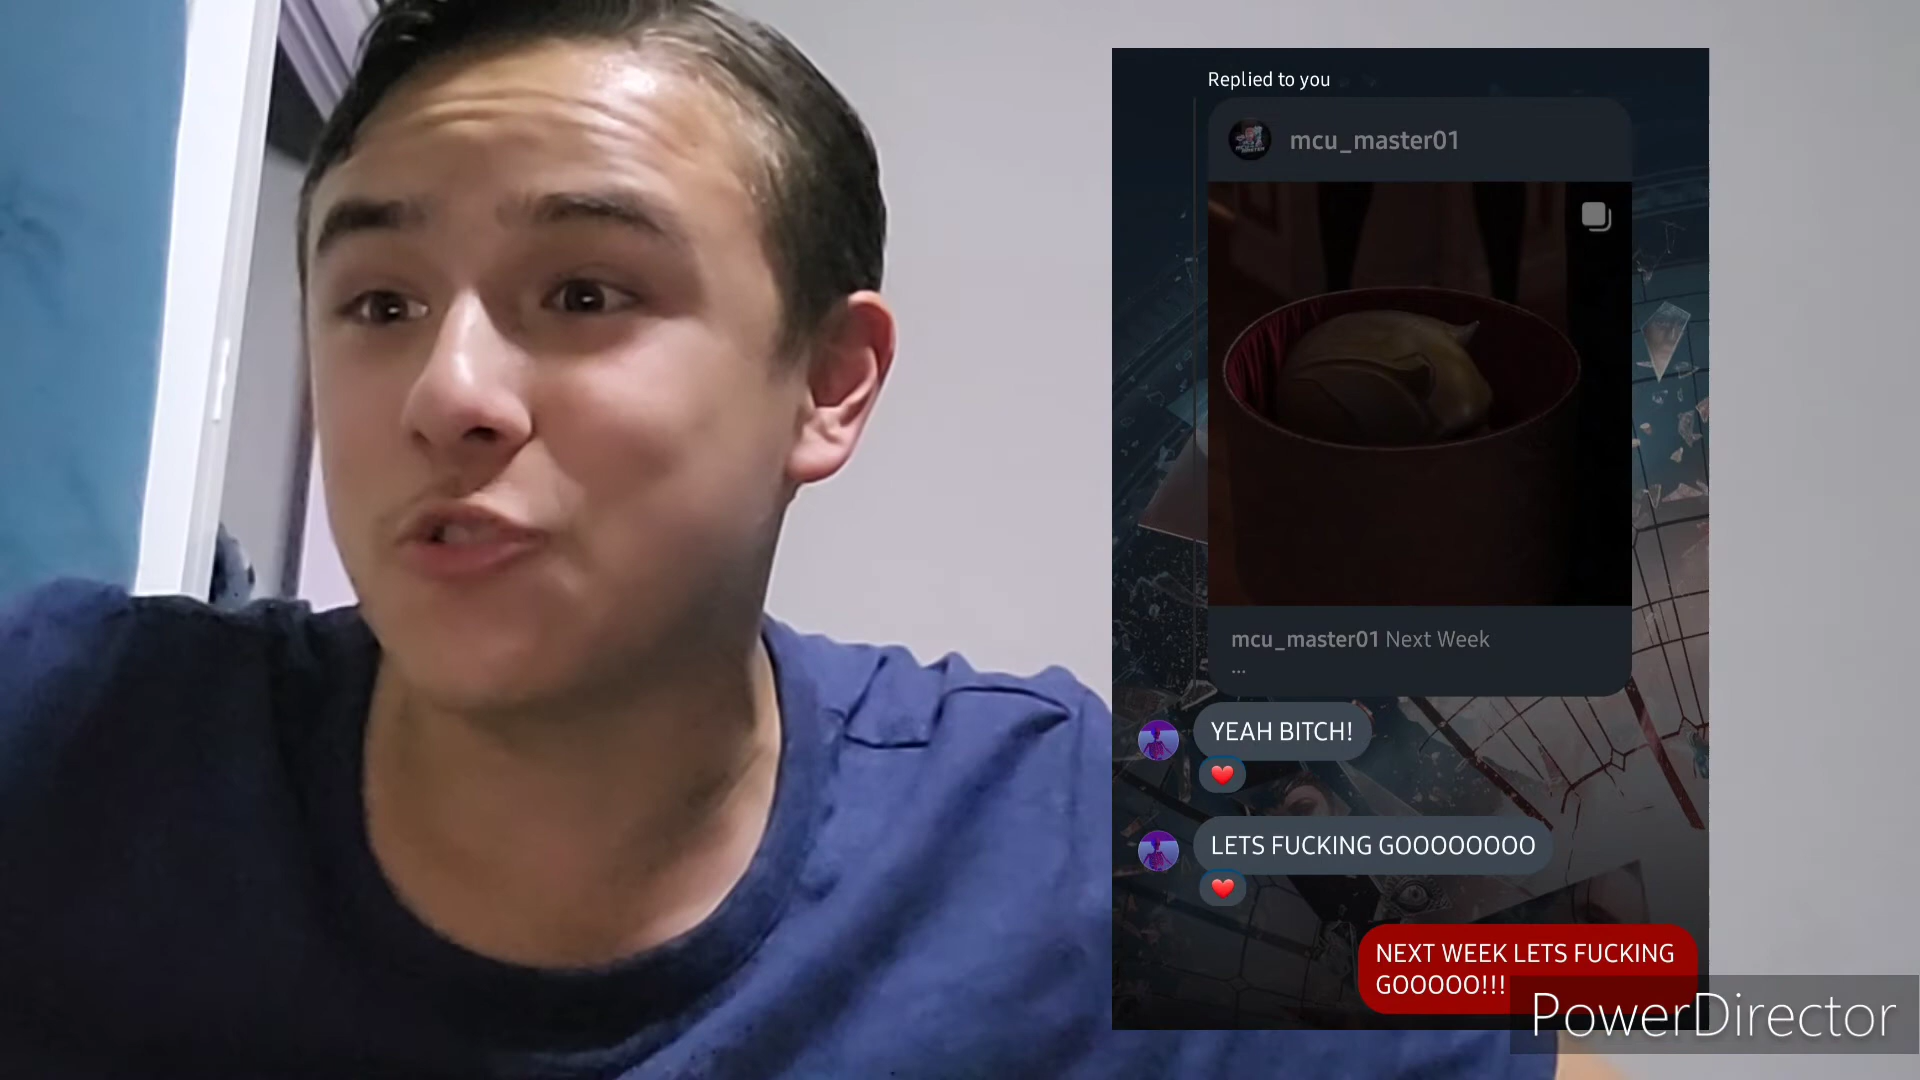 Replied to you
mcu_master01
mcu_master01 Next Week
...
YEAH BITCH!
LETS FUCKING GOOOOOOOO
NEXT WEEK LETS FUCKING
GOOOOO!!!
PowerDirector